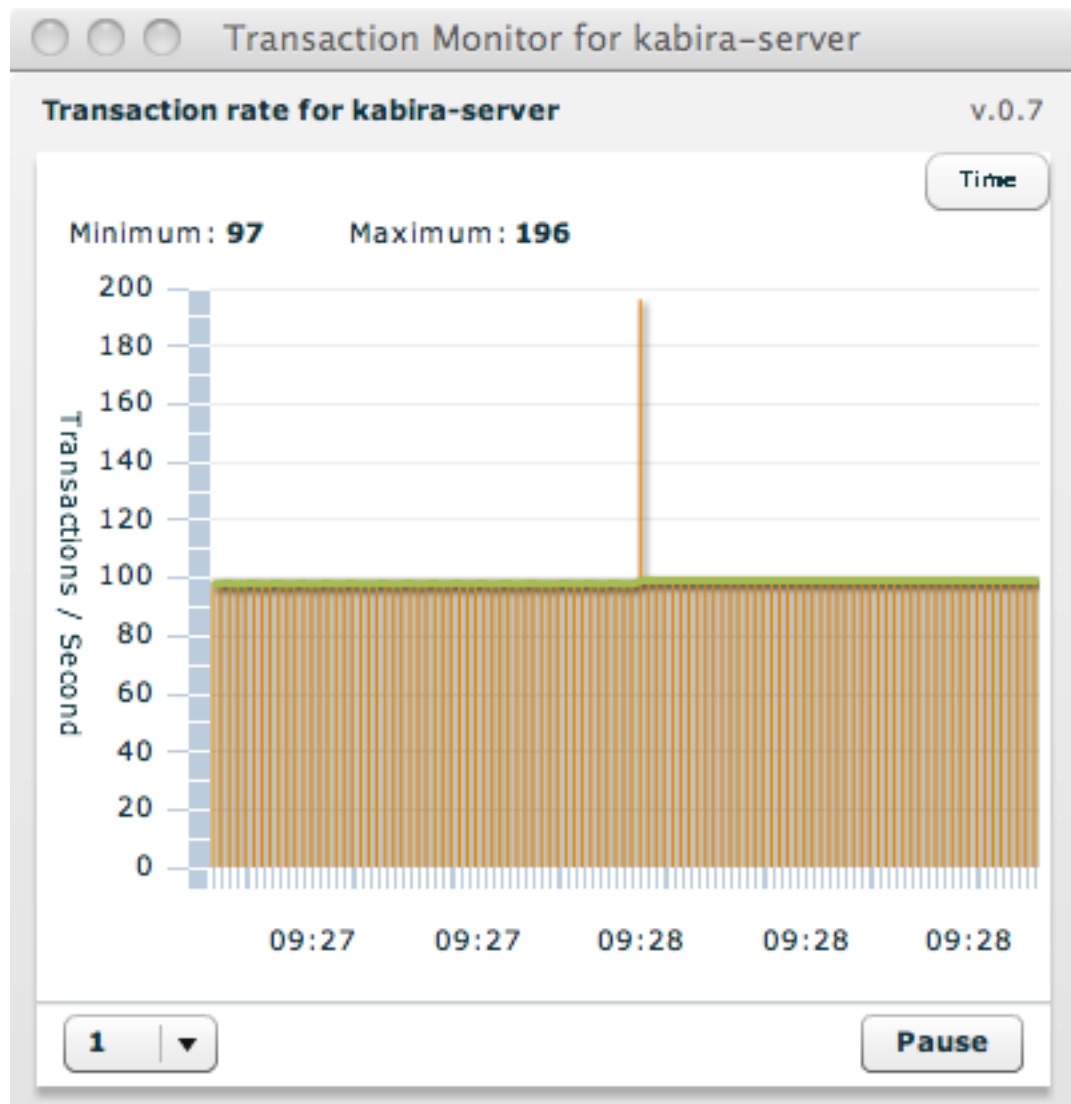 Transaction Monitor for kabira-server
Transaction rate for kabira-server v.0.7
Time
Minimum: 97 Maximum: 196
200
180
160
140
120
100
80
60
40
20
0
Transactions / Second
09:27 09:27 09:28 09:28 09:28
1 Pause